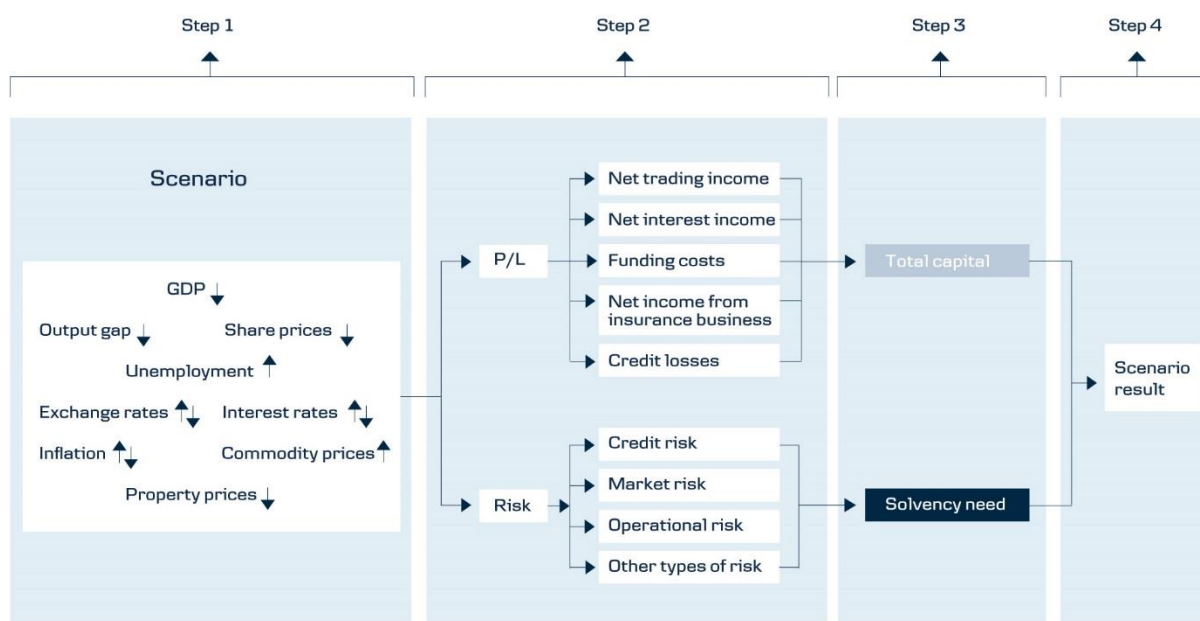 Step 1
Step 2
Step 3
Step 4
Scenario
GDP
Output gap
Share prices
Unemployment
Exchange rates
Interest rates
Inflation
Commodity prices
Property prices
P/L
Net trading income
Net interest income
Funding costs
Net income from
insurance business
Credit losses
Risk
Credit risk
Market risk
Operational risk
Other types of risk
Total capital
Solvency need
Scenario
result